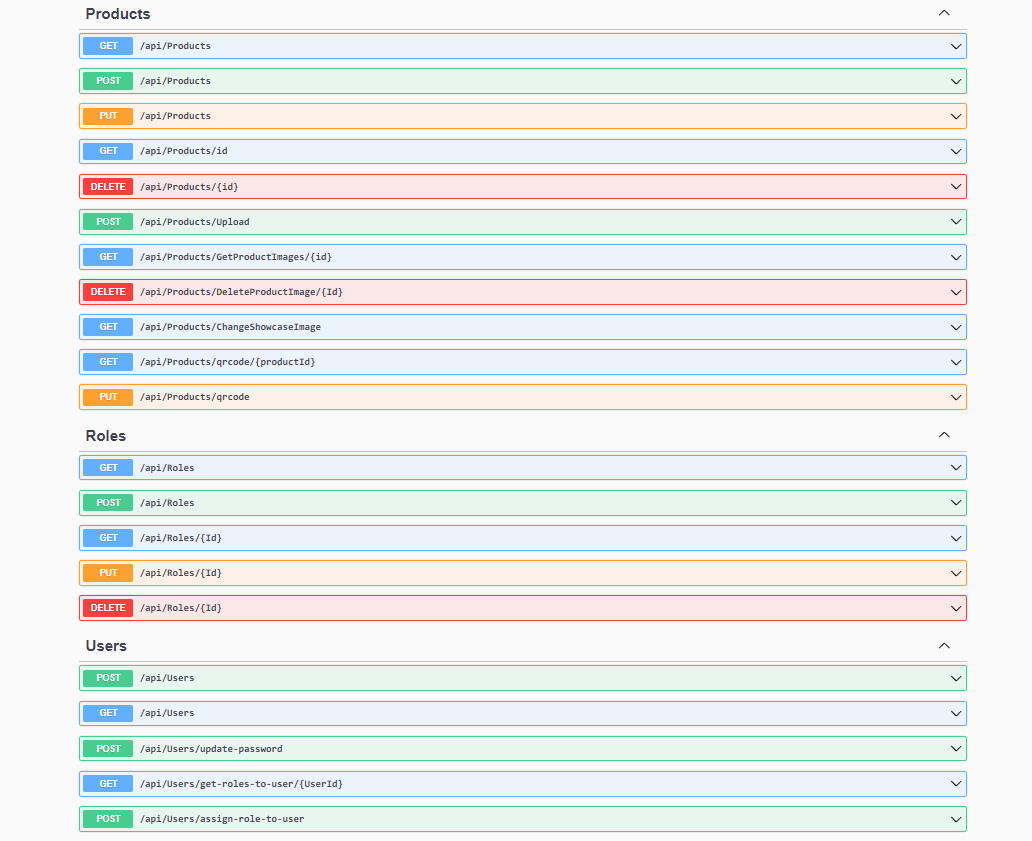 Products
GET /api/Products
POST /api/Products
PUT /api/Products
GET /api/Products/id
DELETE /api/Products/{id}
POST /api/Products/Upload
GET /api/Products/GetProductImages/{id}
DELETE /api/Products/DeleteProductImage/{Id}
GET /api/Products/ChangeShowcaseImage
GET /api/Products/qrcode/{productId}
PUT /api/Products/qrcode
Roles
GET /api/Roles
POST /api/Roles
GET /api/Roles/{Id}
PUT /api/Roles/{Id}
DELETE /api/Roles/{Id}
Users
POST /api/Users
GET /api/Users
POST /api/Users/update-password
GET /api/Users/get-roles-to-user/{UserId}
POST /api/Users/assign-role-to-user